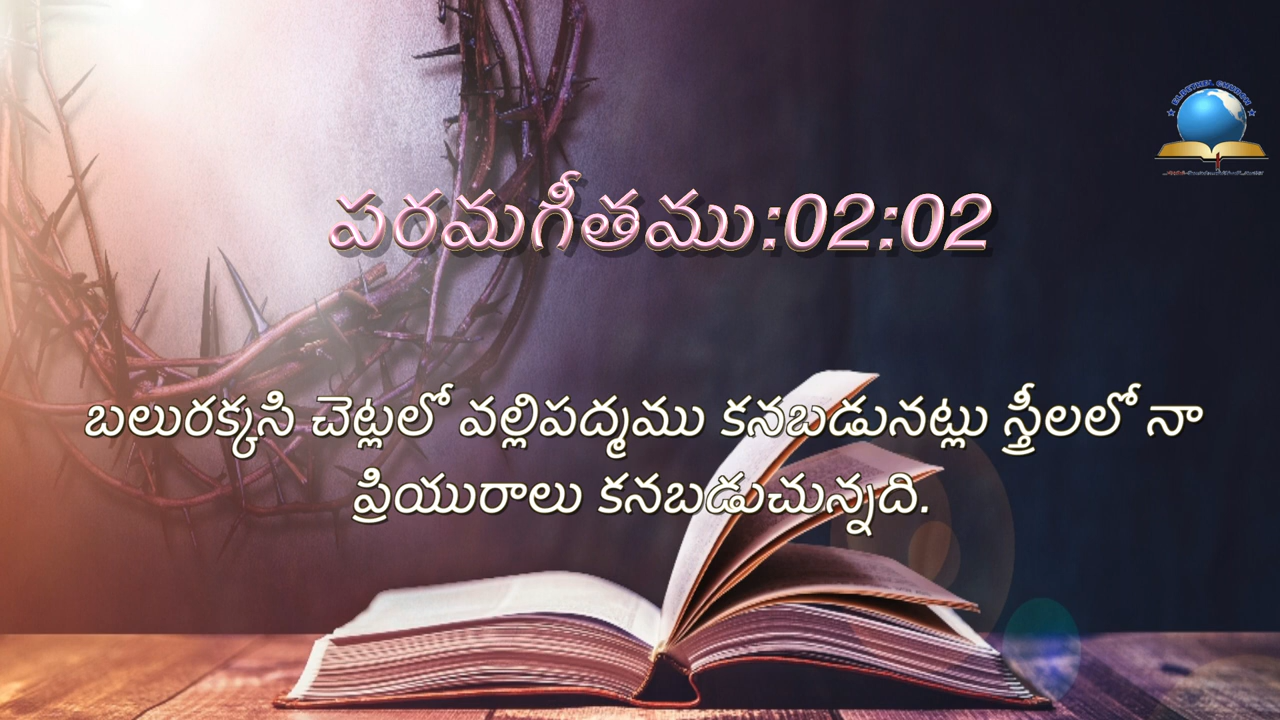 పరమగీతము:02:02
బలురక్కసి చెట్లలో వల్లిపద్మము కనబడునట్లు స్త్రీలలో నా
ప్రియురాలు కనబడుచున్నది.